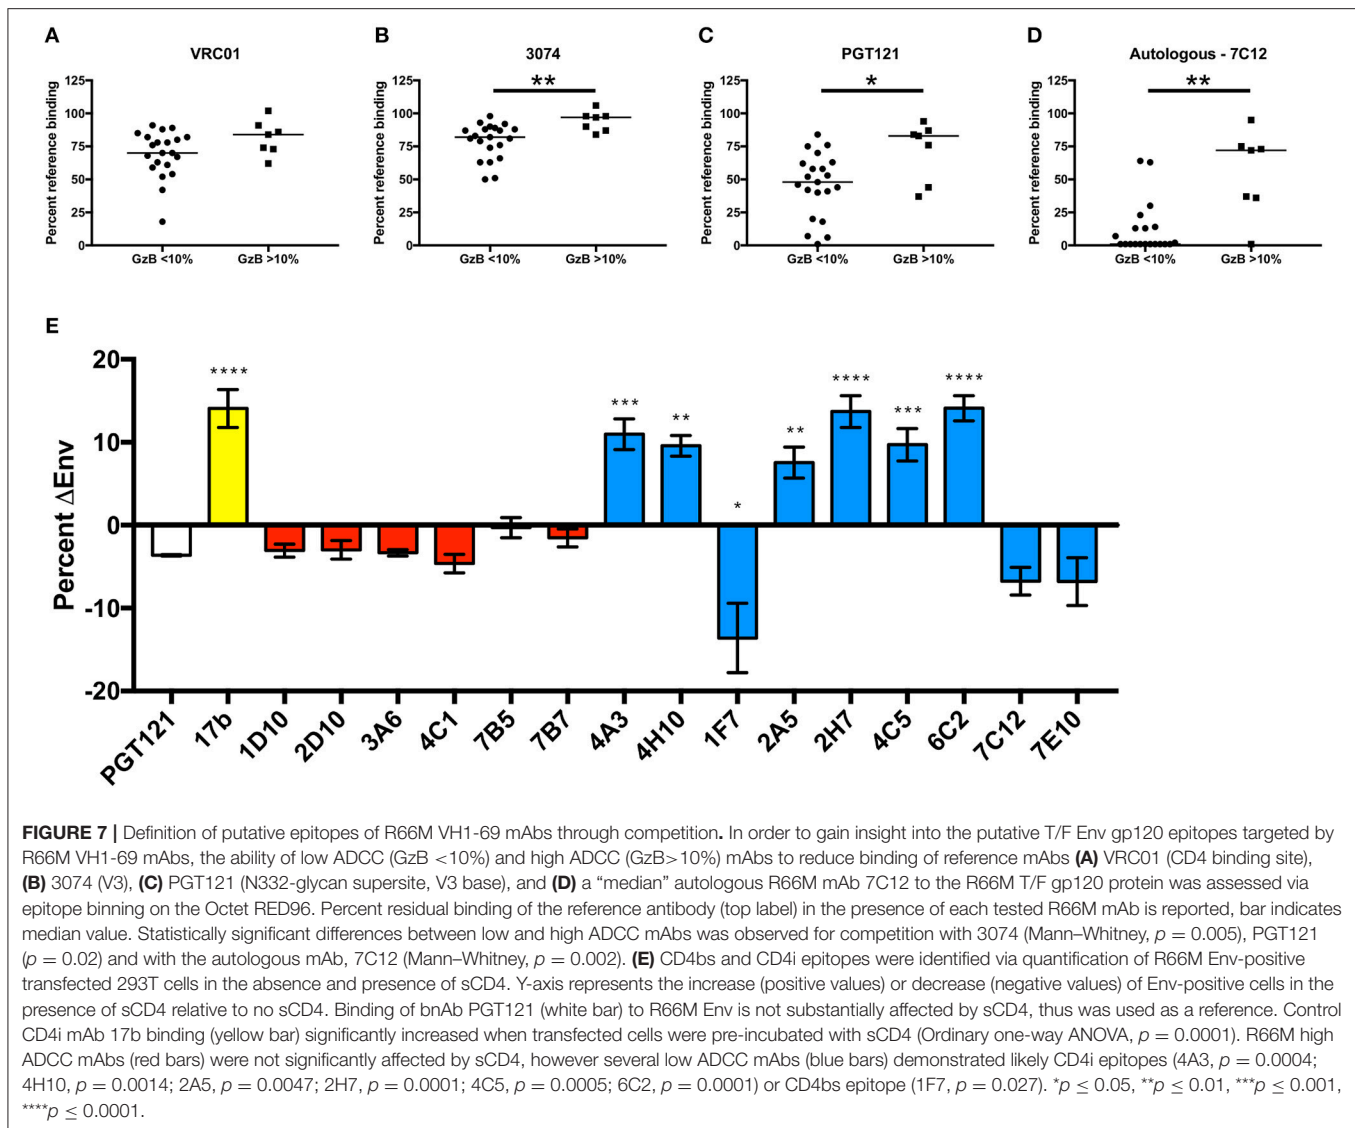 A
B
C
D
VRC01
3074
PGT121
Autologous - 7C12
**
*
**
Percent reference binding
125
100
75
50
25
0
GzB <10%
GzB >10%
Percent reference binding
125
100
75
50
25
0
GzB <10%
GzB >10%
Percent reference binding
125
100
75
50
25
0
GzB <10%
GzB >10%
Percent reference binding
125
100
75
50
25
0
GzB <10%
GzB >10%
E
Percent ΔEnv
20
10
0
-10
-20
****
***
**
*
**
****
***
****
PGT121
17b
1D10
2D10
3A6
4C1
7B5
7B7
4A3
4H10
1F7
2A5
2H7
4C5
6C2
7C12
7E10
FIGURE 7 | Definition of putative epitopes of R66M VH1-69 mAbs through competition. In order to gain insight into the putative T/F Env gp120 epitopes targeted by
R66M VH1-69 mAbs, the ability of low ADCC (GzB <10%) and high ADCC (GzB>10%) mAbs to reduce binding of reference mAbs (A) VRC01 (CD4 binding site),
(B) 3074 (V3), (C) PGT121 (N332-glycan supersite, V3 base), and (D) a “median” autologous R66M mAb 7C12 to the R66M T/F gp120 protein was assessed via
epitope binning on the Octet RED96. Percent residual binding of the reference antibody (top label) in the presence of each tested R66M mAb is reported, bar indicates
median value. Statistically significant differences between low and high ADCC mAbs was observed for competition with 3074 (Mann–Whitney, p = 0.005), PGT121
(p = 0.02) and with the autologous mAb, 7C12 (Mann–Whitney, p = 0.002). (E) CD4bs and CD4i epitopes were identified via quantification of R66M Env-positive
transfected 293T cells in the absence and presence of sCD4. Y-axis represents the increase (positive values) or decrease (negative values) of Env-positive cells in the
presence of sCD4 relative to no sCD4. Binding of bnAb PGT121 (white bar) to R66M Env is not substantially affected by sCD4, thus was used as a reference. Control
CD4i mAb 17b binding (yellow bar) significantly increased when transfected cells were pre-incubated with sCD4 (Ordinary one-way ANOVA, p = 0.0001). R66M high
ADCC mAbs (red bars) were not significantly affected by sCD4, however several low ADCC mAbs (blue bars) demonstrated likely CD4i epitopes (4A3, p = 0.0004;
4H10, p = 0.0014; 2A5, p = 0.0047; 2H7, p = 0.0001; 4C5, p = 0.0005; 6C2, p = 0.0001) or CD4bs epitope (1F7, p = 0.027). *p ≤ 0.05, **p ≤ 0.01, ***p ≤ 0.001,
****p ≤ 0.0001.